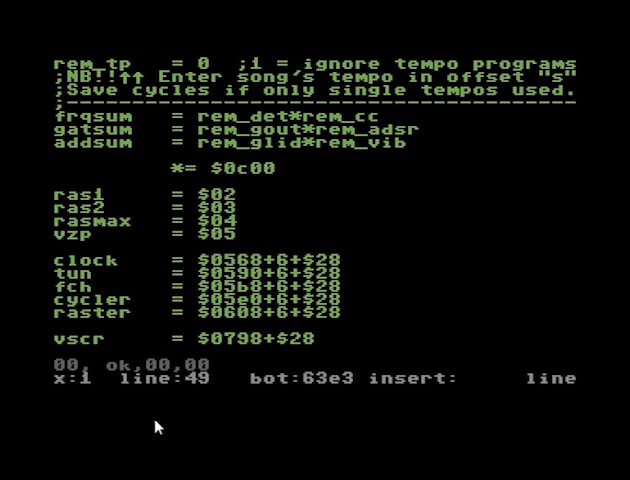 rem_tp   = 0  ;1 = ignore tempo programs
;NB!!↑↑ Enter song's tempo in offset "s"
;Save cycles if only single tempos used.
;---------------------------------------
frqsum   = rem_det*rem_cc
gatsum   = rem_gout*rem_adsr
addsum   = rem_glid*rem_vib
*= $0c00
ras1     = $02
ras2     = $03
rasmax   = $04
vzp      = $05
clock    = $0568+6+$28
tun      = $0590+6+$28
fch      = $05b8+6+$28
cycler   = $05e0+6+$28
raster   = $0608+6+$28
vscr     = $0798+$28
00, ok,00,00
x:1  line:49   bot:63e3 insert:     line